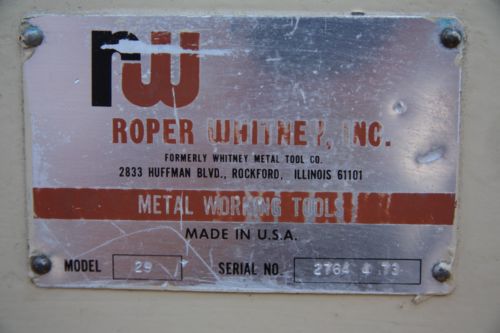 rw
ROPER WHITNEY, INC.
FORMERLY WHITNEY METAL TOOL CO.
2833 HUFFMAN BLVD., ROCKFORD, ILLINOIS 61101
METAL WORKING TOOLS
MADE IN U.S.A.
MODEL 29 SERIAL NO. 2764 4 73